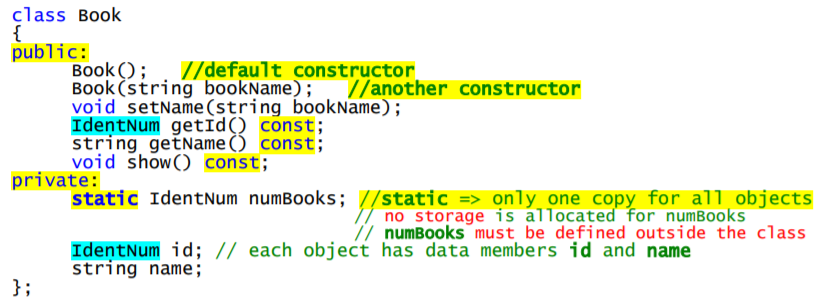 class Book
{
public:
Book(); //default constructor
Book(string bookName); //another constructor
void setName(string bookName);
IdentNum getId() const;
string getName() const;
void show() const;
private:
static IdentNum numBooks; //static => only one copy for all objects
// no storage is allocated for numBooks
// numBooks must be defined outside the class
IdentNum id; // each object has data members id and name
string name;
};